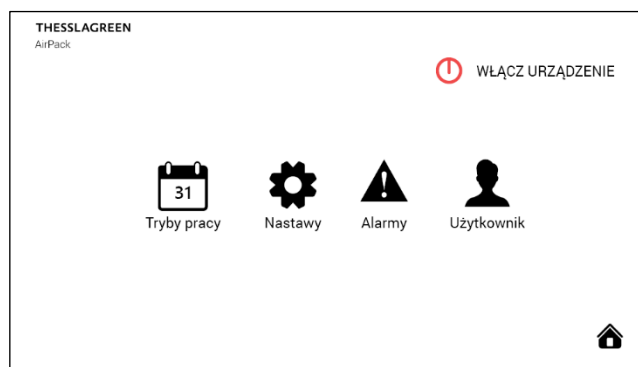 THESSLAGREEN
AirPack
WŁĄCZ URZĄDZENIE
31
Tryby pracy Nastawy Alarmy Użytkownik